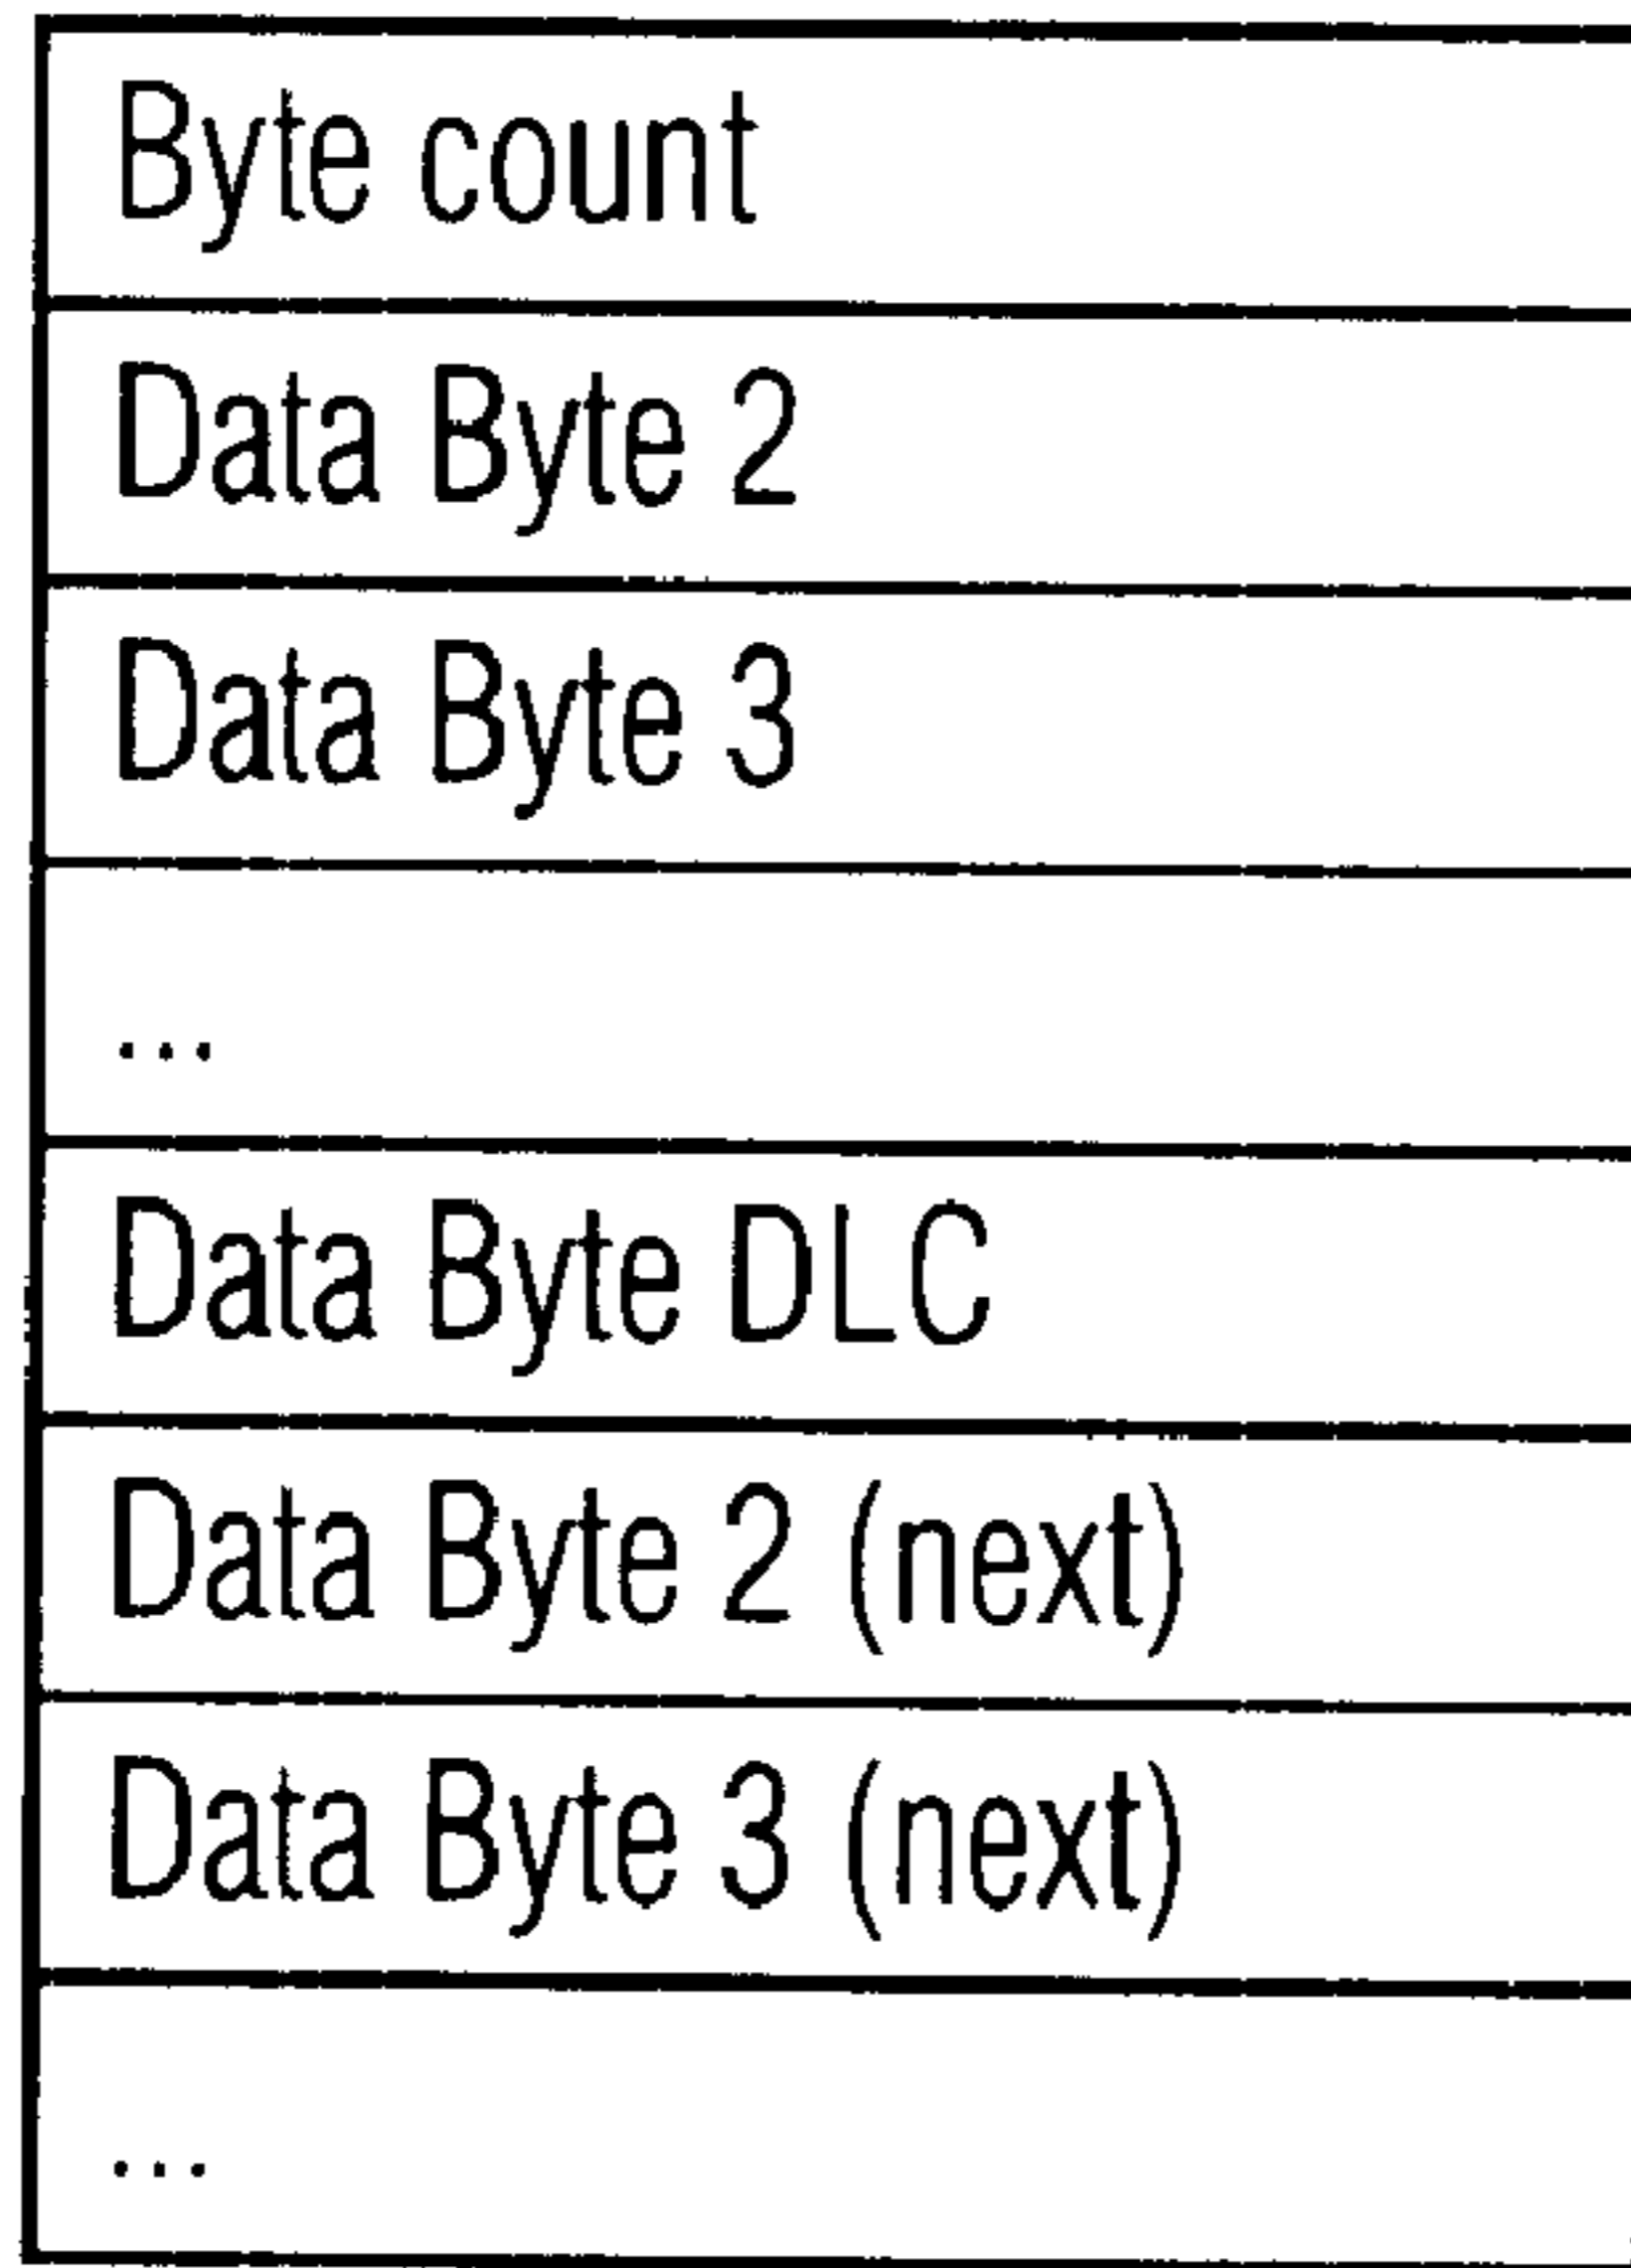 Byte count
Data Byte 2
Data Byte 3
...
Data Byte DLC
Data Byte 2 (next)
Data Byte 3 (next)
...